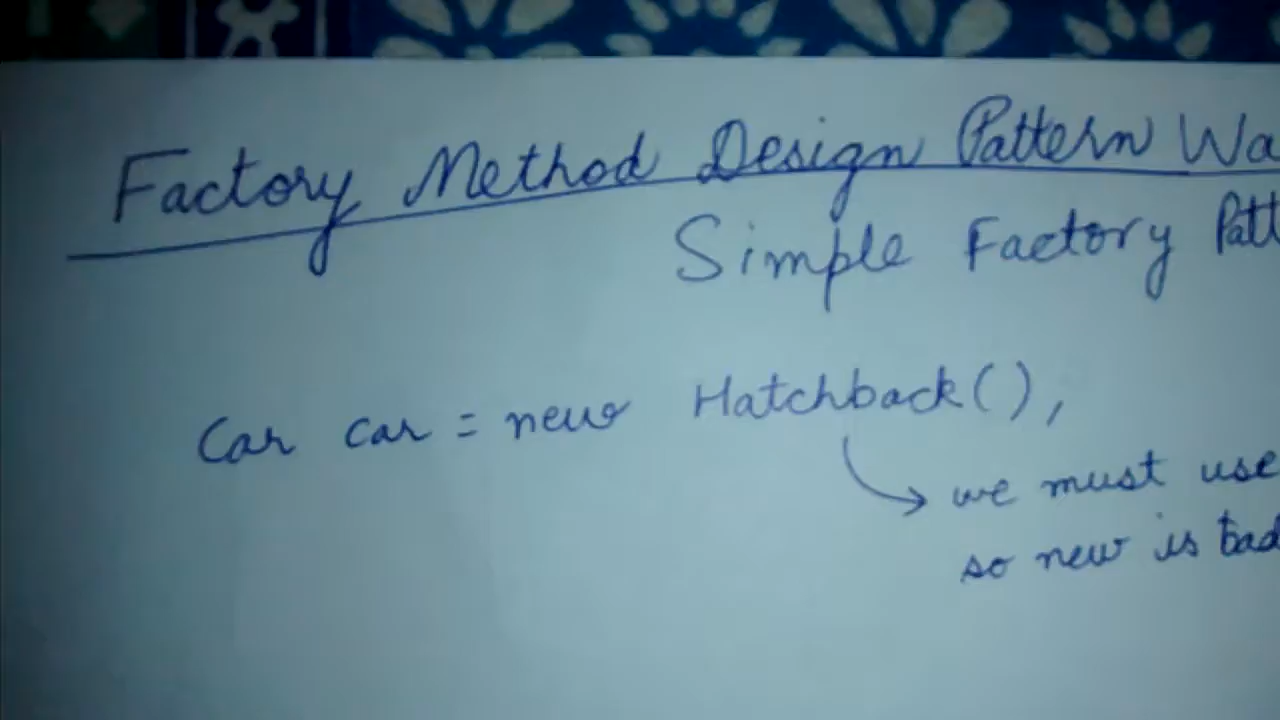 Factory Method Design Pattern Wa
Simple Factory Patt
Car car = new Hatchback(),
we must use
so new is bad